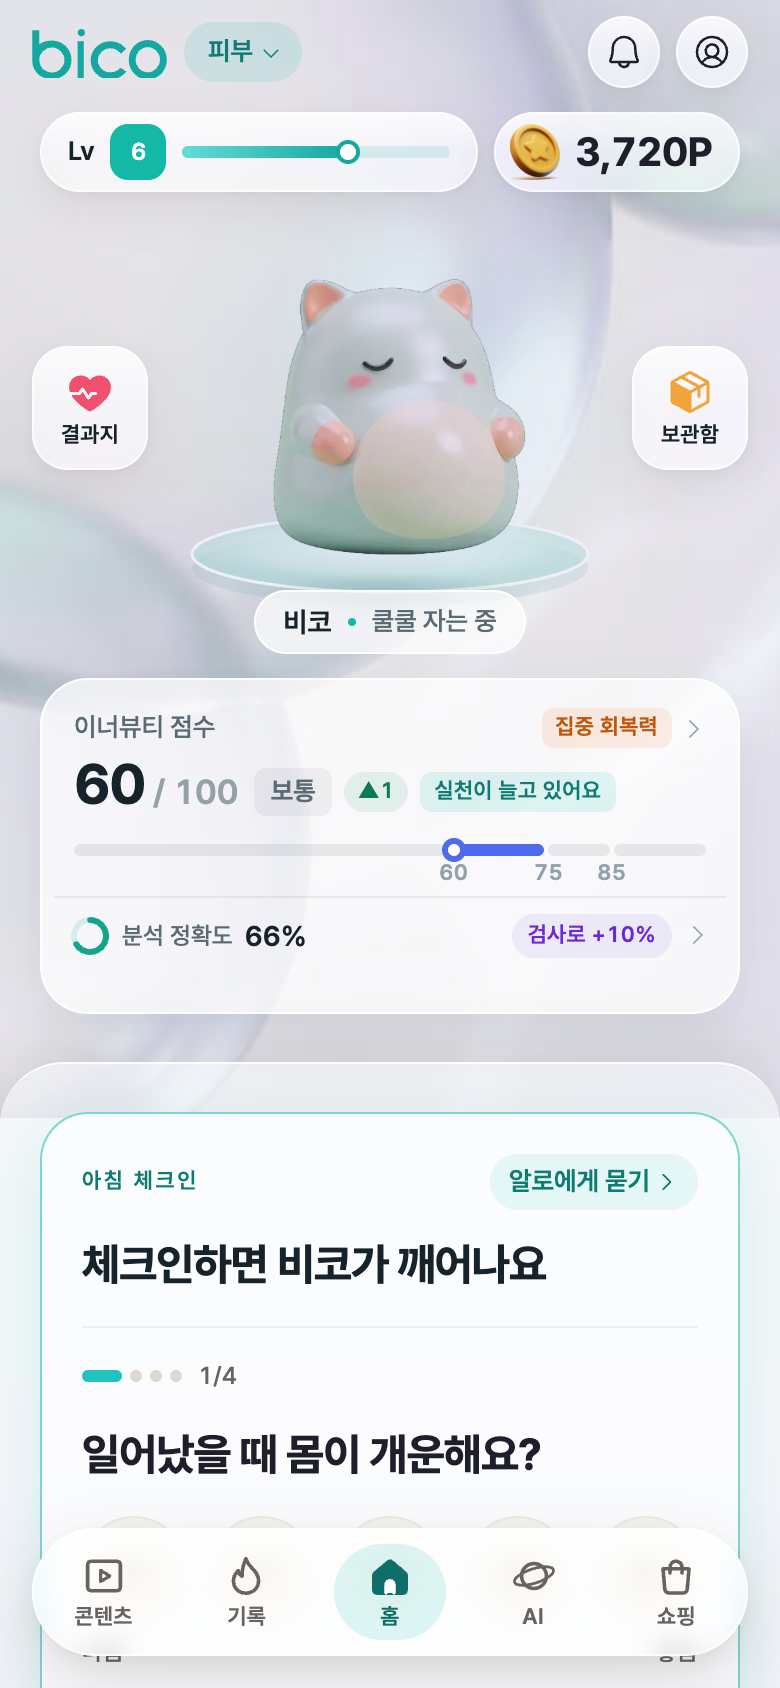 bico 피부
Lv 6 3,720P
결과지
보관함
비코 • 쿨쿨 자는 중
이너뷰티 점수 집중 회복력
60 / 100 보통 ▲1 실천이 늘고 있어요
60 75 85
분석 정확도 66% 검사로 +10%
아침 체크인 알로에게 묻기
체크인하면 비코가 깨어나요
1/4
일어났을 때 몸이 개운해요?
콘텐츠 기록 홈 AI 쇼핑